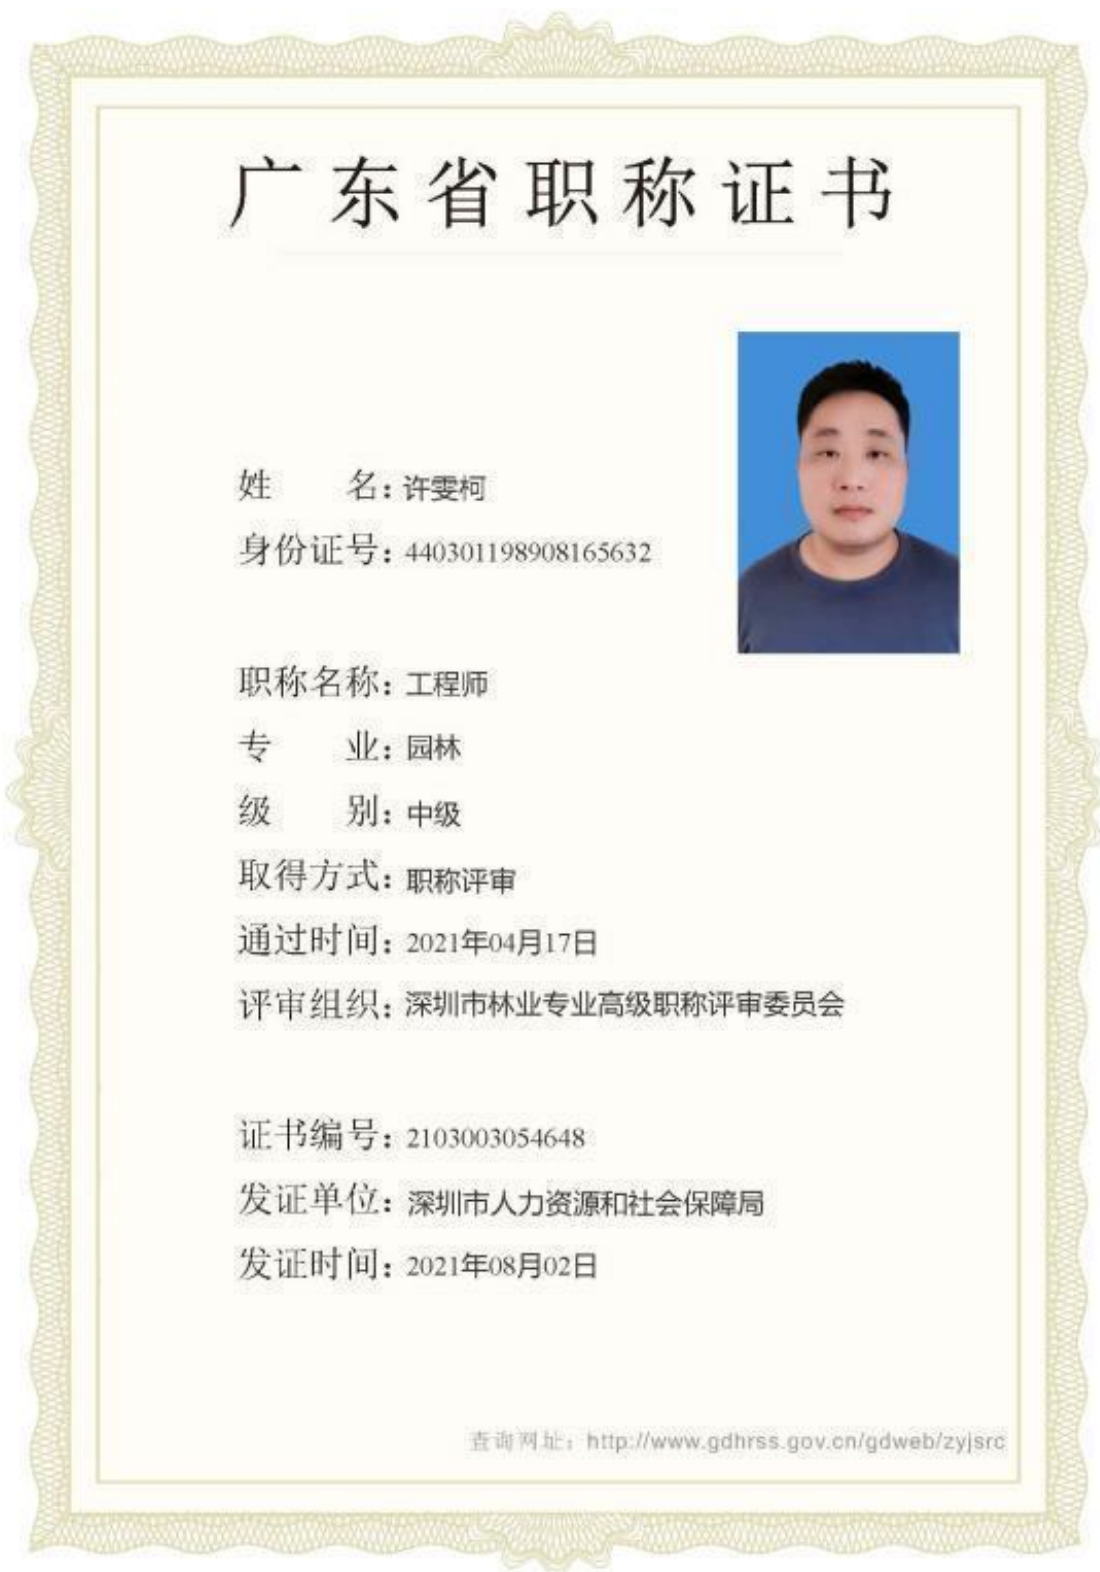 广东省职称证书
姓　　名：许雯柯
身份证号：440301198908165632
职称名称：工程师
专　　业：园林
级　　别：中级
取得方式：职称评审
通过时间：2021年04月17日
评审组织：深圳市林业专业高级职称评审委员会
证书编号：2103003054648
发证单位：深圳市人力资源和社会保障局
发证时间：2021年08月02日
查询网址：http://www.gdhrss.gov.cn/gdweb/zyjsrc